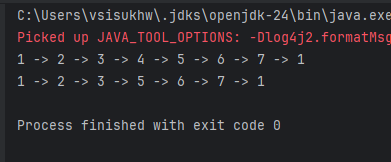 C:\Users\vsisukhw\.jdks\openjdk-24\bin\java.exe
Picked up JAVA_TOOL_OPTIONS: -Dlog4j2.formatMsg
1 -> 2 -> 3 -> 4 -> 5 -> 6 -> 7 -> 1
1 -> 2 -> 3 -> 5 -> 6 -> 7 -> 1
Process finished with exit code 0